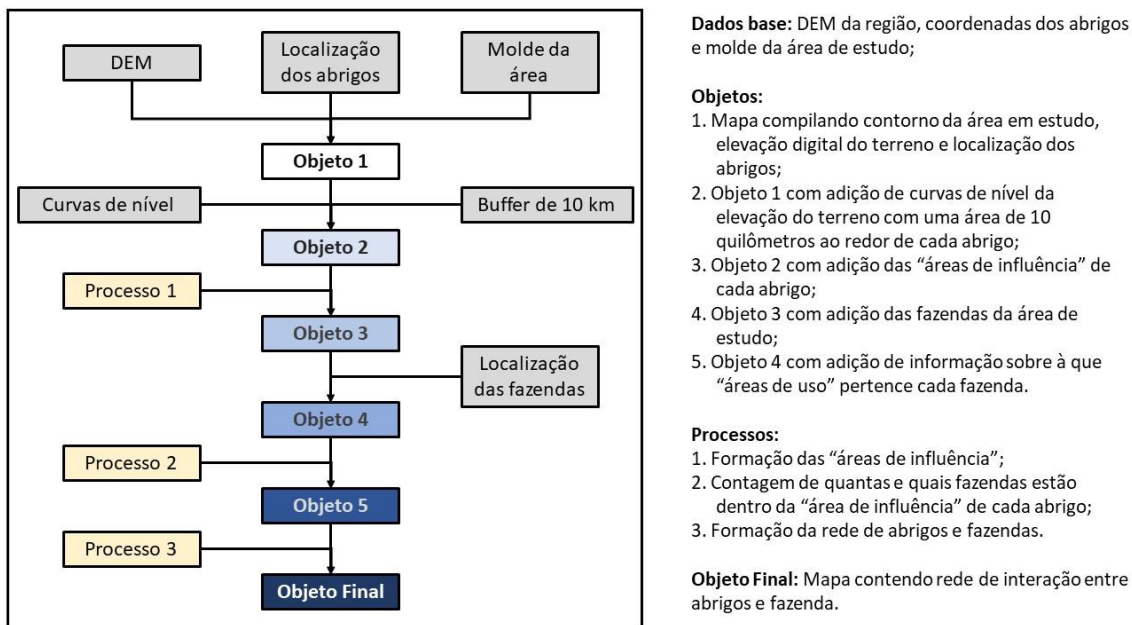 DEM
Localização
dos abrigos
Molde da
área
Objeto 1
Curvas de nível
Buffer de 10 km
Objeto 2
Processo 1
Objeto 3
Localização
das fazendas
Objeto 4
Processo 2
Objeto 5
Processo 3
Objeto Final
Dados base: DEM da região, coordenadas dos abrigos
e molde da área de estudo;
Objetos:
1. Mapa compilando contorno da área em estudo,
elevação digital do terreno e localização dos
abrigos;
2. Objeto 1 com adição de curvas de nível da
elevação do terreno com uma área de 10
quilômetros ao redor de cada abrigo;
3. Objeto 2 com adição das “áreas de influência” de
cada abrigo;
4. Objeto 3 com adição das fazendas da área de
estudo;
5. Objeto 4 com adição de informação sobre à que
“áreas de uso” pertence cada fazenda.
Processos:
1. Formação das “áreas de influência”;
2. Contagem de quantas e quais fazendas estão
dentro da “área de influência” de cada abrigo;
3. Formação da rede de abrigos e fazendas.
Objeto Final: Mapa contendo rede de interação entre
abrigos e fazenda.